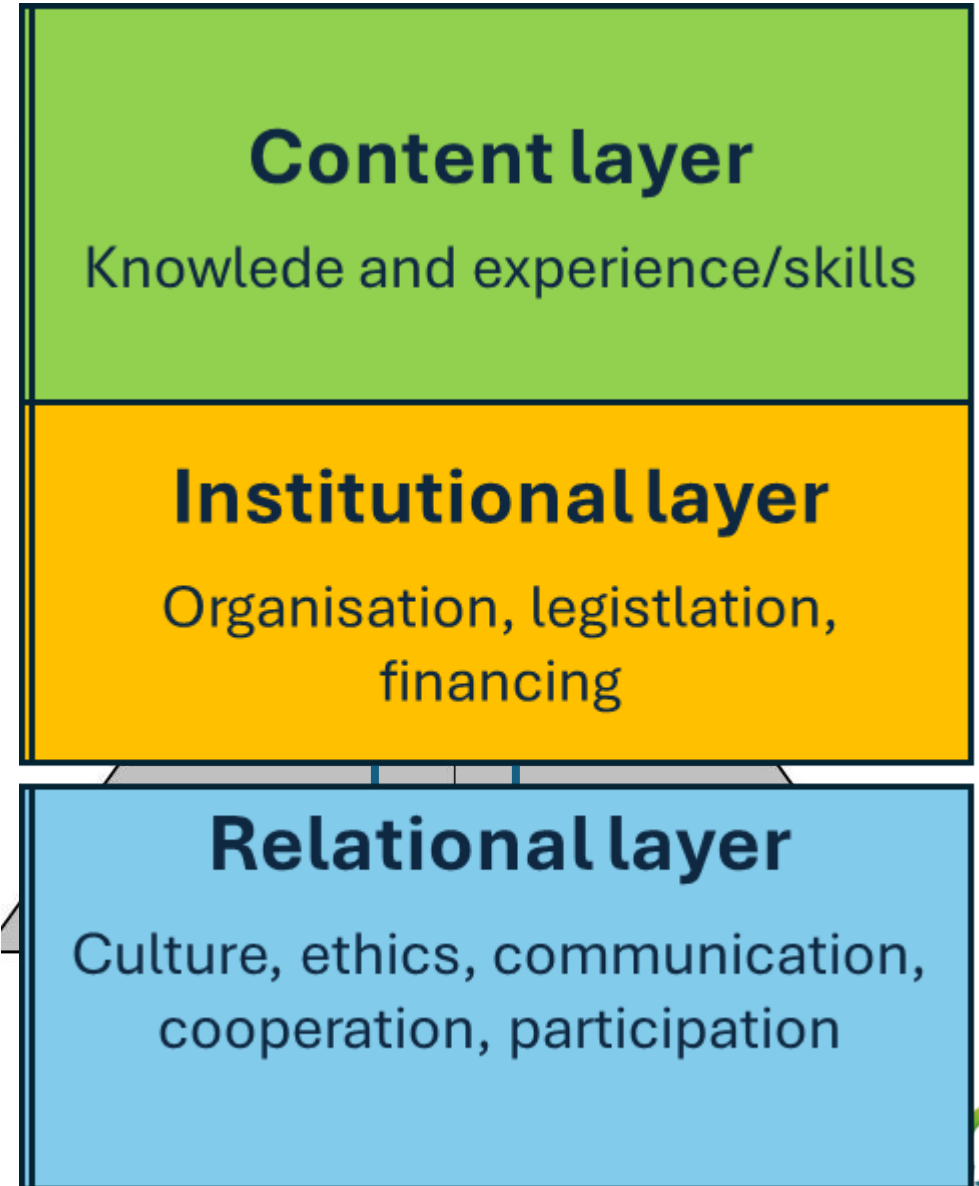 Content layer
Knowlede and experience/skills
Institutional layer
Organisation, legistlation,
financing
Relational layer
Culture, ethics, communication,
cooperation, participation